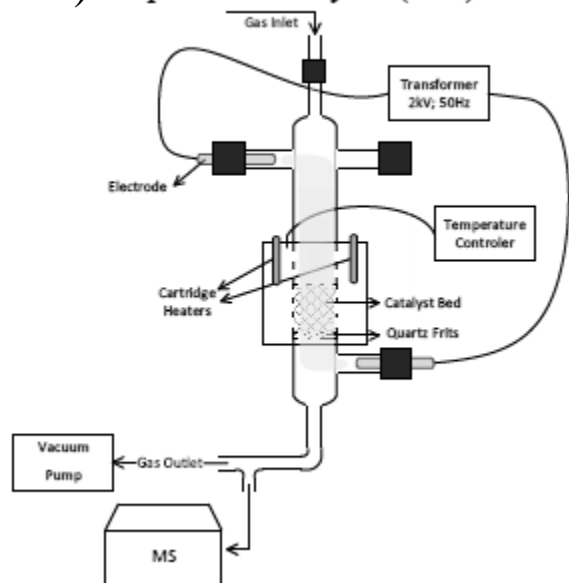 Gas Inlet
Transformer
2kV; 50Hz
Electrode
Temperature
Controler
Cartridge
Heaters
Catalyst Bed
Quartz Frits
Vacuum
Pump
Gas Outlet
MS